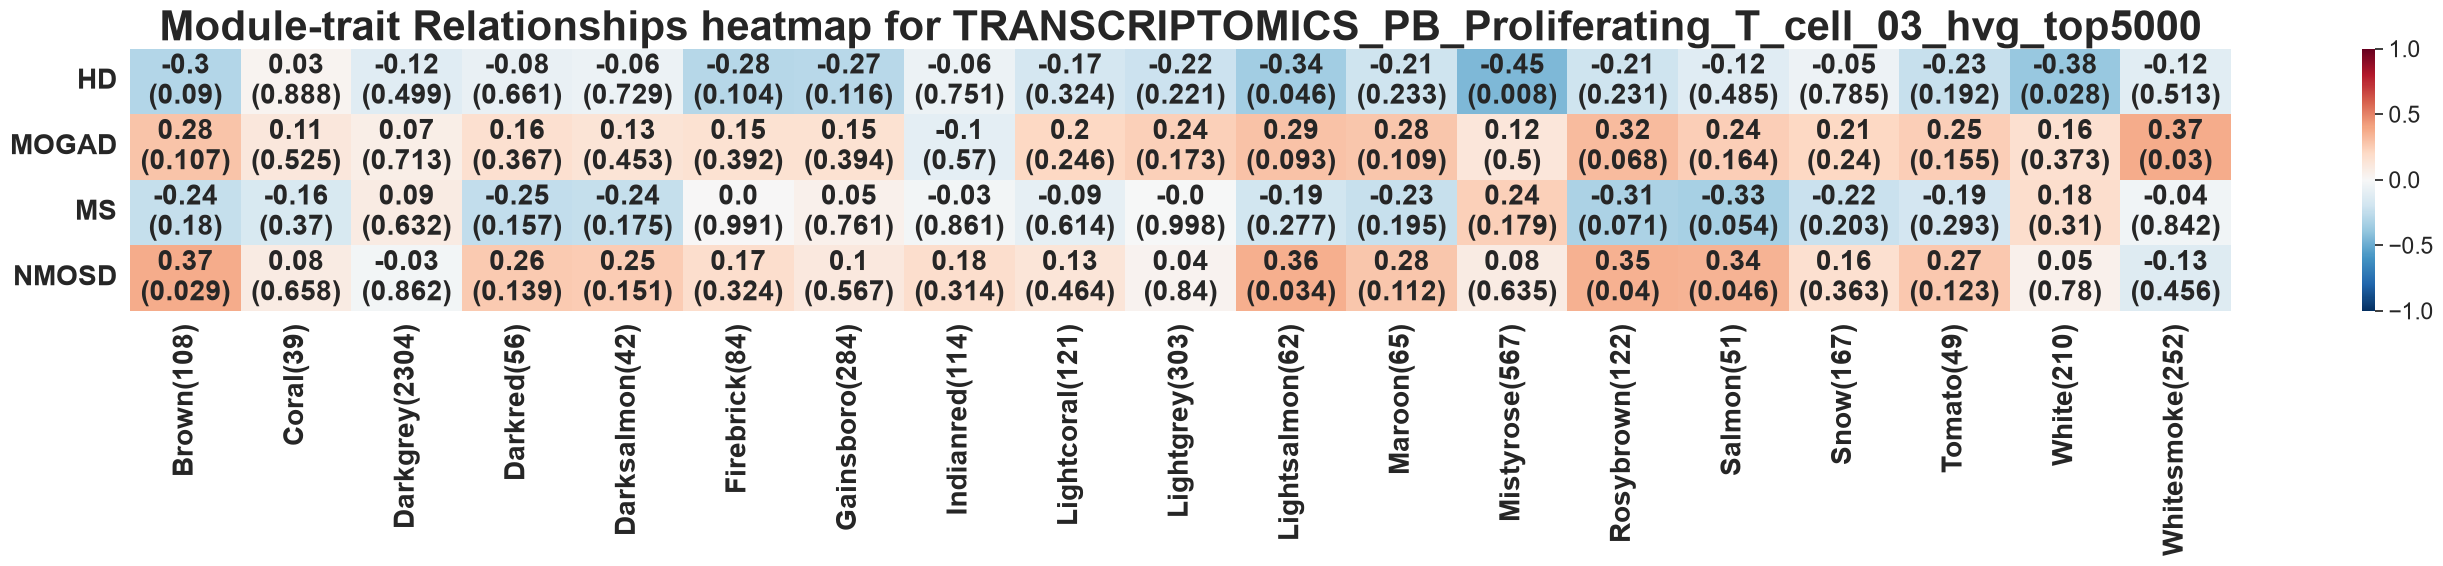 Module-trait Relationships heatmap for TRANSCRIPTOMICS_PB_Proliferating_T_cell_03_hvg_top5000
HD -0.3 0.03 -0.12 -0.08 -0.06 -0.28 -0.27 -0.06 -0.17 -0.22 -0.34 -0.21 -0.45 -0.21 -0.12 -0.05 -0.23 -0.38 -0.12
(0.09) (0.888) (0.499) (0.661) (0.729) (0.104) (0.116) (0.751) (0.324) (0.221) (0.046) (0.233) (0.008) (0.231) (0.485) (0.785) (0.192) (0.028) (0.513)
MOGAD 0.28 0.11 0.07 0.16 0.13 0.15 0.15 -0.1 0.2 0.24 0.29 0.28 0.12 0.32 0.24 0.21 0.25 0.16 0.37
(0.107) (0.525) (0.713) (0.367) (0.453) (0.392) (0.394) (0.57) (0.246) (0.173) (0.093) (0.109) (0.5) (0.068) (0.164) (0.24) (0.155) (0.373) (0.03)
MS -0.24 -0.16 0.09 -0.25 -0.24 0.0 0.05 -0.03 -0.09 -0.0 -0.19 -0.23 0.24 -0.31 -0.33 -0.22 -0.19 0.18 -0.04
(0.18) (0.37) (0.632) (0.157) (0.175) (0.991) (0.761) (0.861) (0.614) (0.998) (0.277) (0.195) (0.179) (0.071) (0.054) (0.203) (0.293) (0.31) (0.842)
NMOSD 0.37 0.08 -0.03 0.26 0.25 0.17 0.1 0.18 0.13 0.04 0.36 0.28 0.08 0.35 0.34 0.16 0.27 0.05 -0.13
(0.029) (0.658) (0.862) (0.139) (0.151) (0.324) (0.567) (0.314) (0.464) (0.84) (0.034) (0.112) (0.635) (0.04) (0.046) (0.363) (0.123) (0.78) (0.456)
Brown(108)
Coral(39)
Darkgrey(2304)
Darkred(56)
Darksalmon(42)
Firebrick(84)
Gainsboro(284)
Indianred(114)
Lightcoral(121)
Lightgrey(303)
Lightsalmon(62)
Maroon(65)
Mistyrose(567)
Rosybrown(122)
Salmon(51)
Snow(167)
Tomato(49)
White(210)
Whitesmoke(252)
1.0
0.5
0.0
−0.5
−1.0